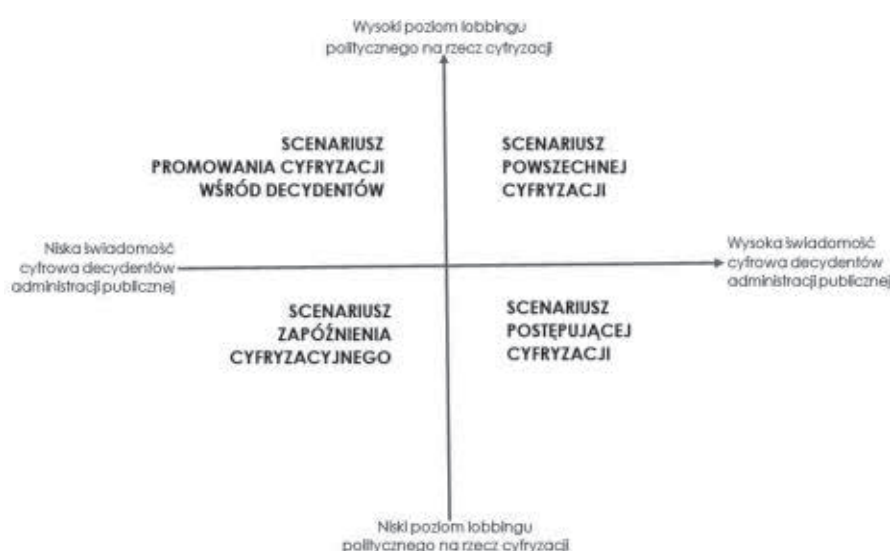 Wysoki poziom lobbingu
politycznego na rzecz cyfryzacji
SCENARIUSZ
PROMOWANIA CYFRYZACJI
WŚRÓD DECYDENTÓW
SCENARIUSZ
POWSZECHNEJ
CYFRYZACJI
Niska świadomość
cyfrowa decydentów
administracji publicznej
Wysoka świadomość
cyfrowa decydentów
administracji publicznej
SCENARIUSZ
ZAPÓŹNIENIA
CYFRYZACYJNEGO
SCENARIUSZ
POSTĘPUJĄCEJ
CYFRYZACJI
Niski poziom lobbingu
politycznego na rzecz cyfryzacji